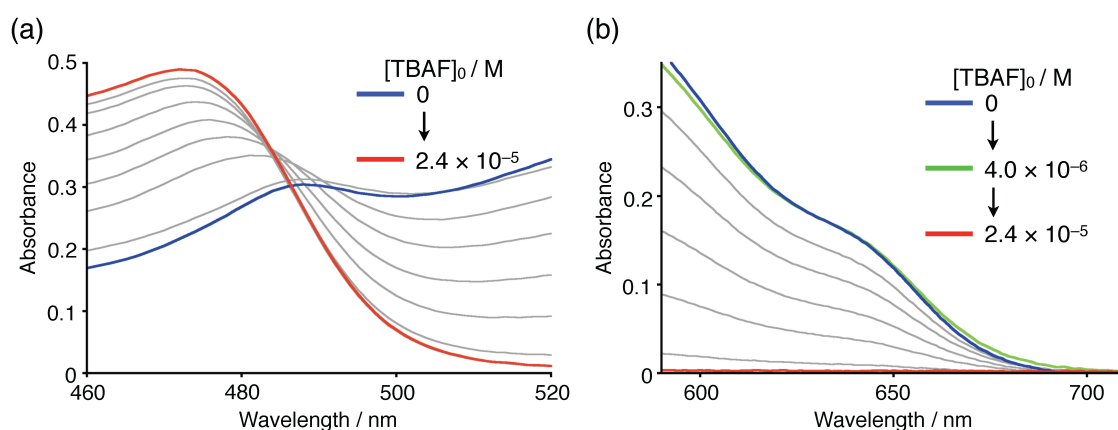 (a)
0.5
0.4
0.3
0.2
0.1
0
460
480
500
520
Absorbance
Wavelength / nm
[TBAF]₀ / M
0
2.4 × 10⁻⁵
(b)
0.3
0.2
0.1
0
600
650
700
Absorbance
Wavelength / nm
[TBAF]₀ / M
0
4.0 × 10⁻⁶
2.4 × 10⁻⁵